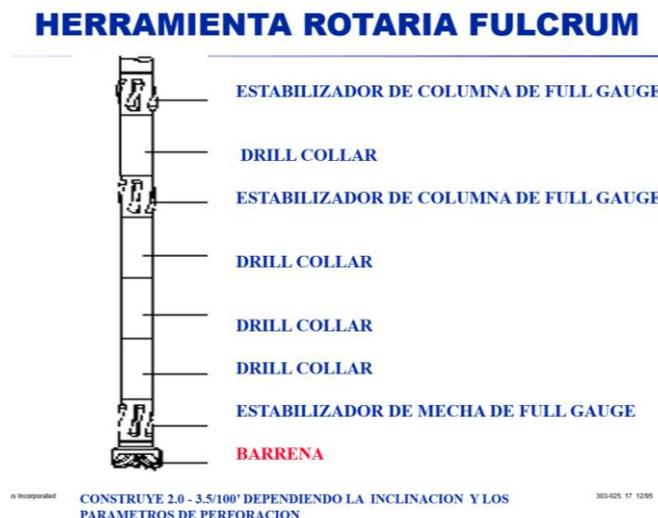 HERRAMIENTA ROTARIA FULCRUM
ESTABILIZADOR DE COLUMNA DE FULL GAUGE
DRILL COLLAR
ESTABILIZADOR DE COLUMNA DE FULL GAUGE
DRILL COLLAR
DRILL COLLAR
DRILL COLLAR
ESTABILIZADOR DE MECHA DE FULL GAUGE
BARRENA
is Incorporated
CONSTRUYE 2.0 - 3.5/100' DEPENDIENDO LA INCLINACION Y LOS
PARAMETROS DE PERFORACION
303-025. 17 12/95